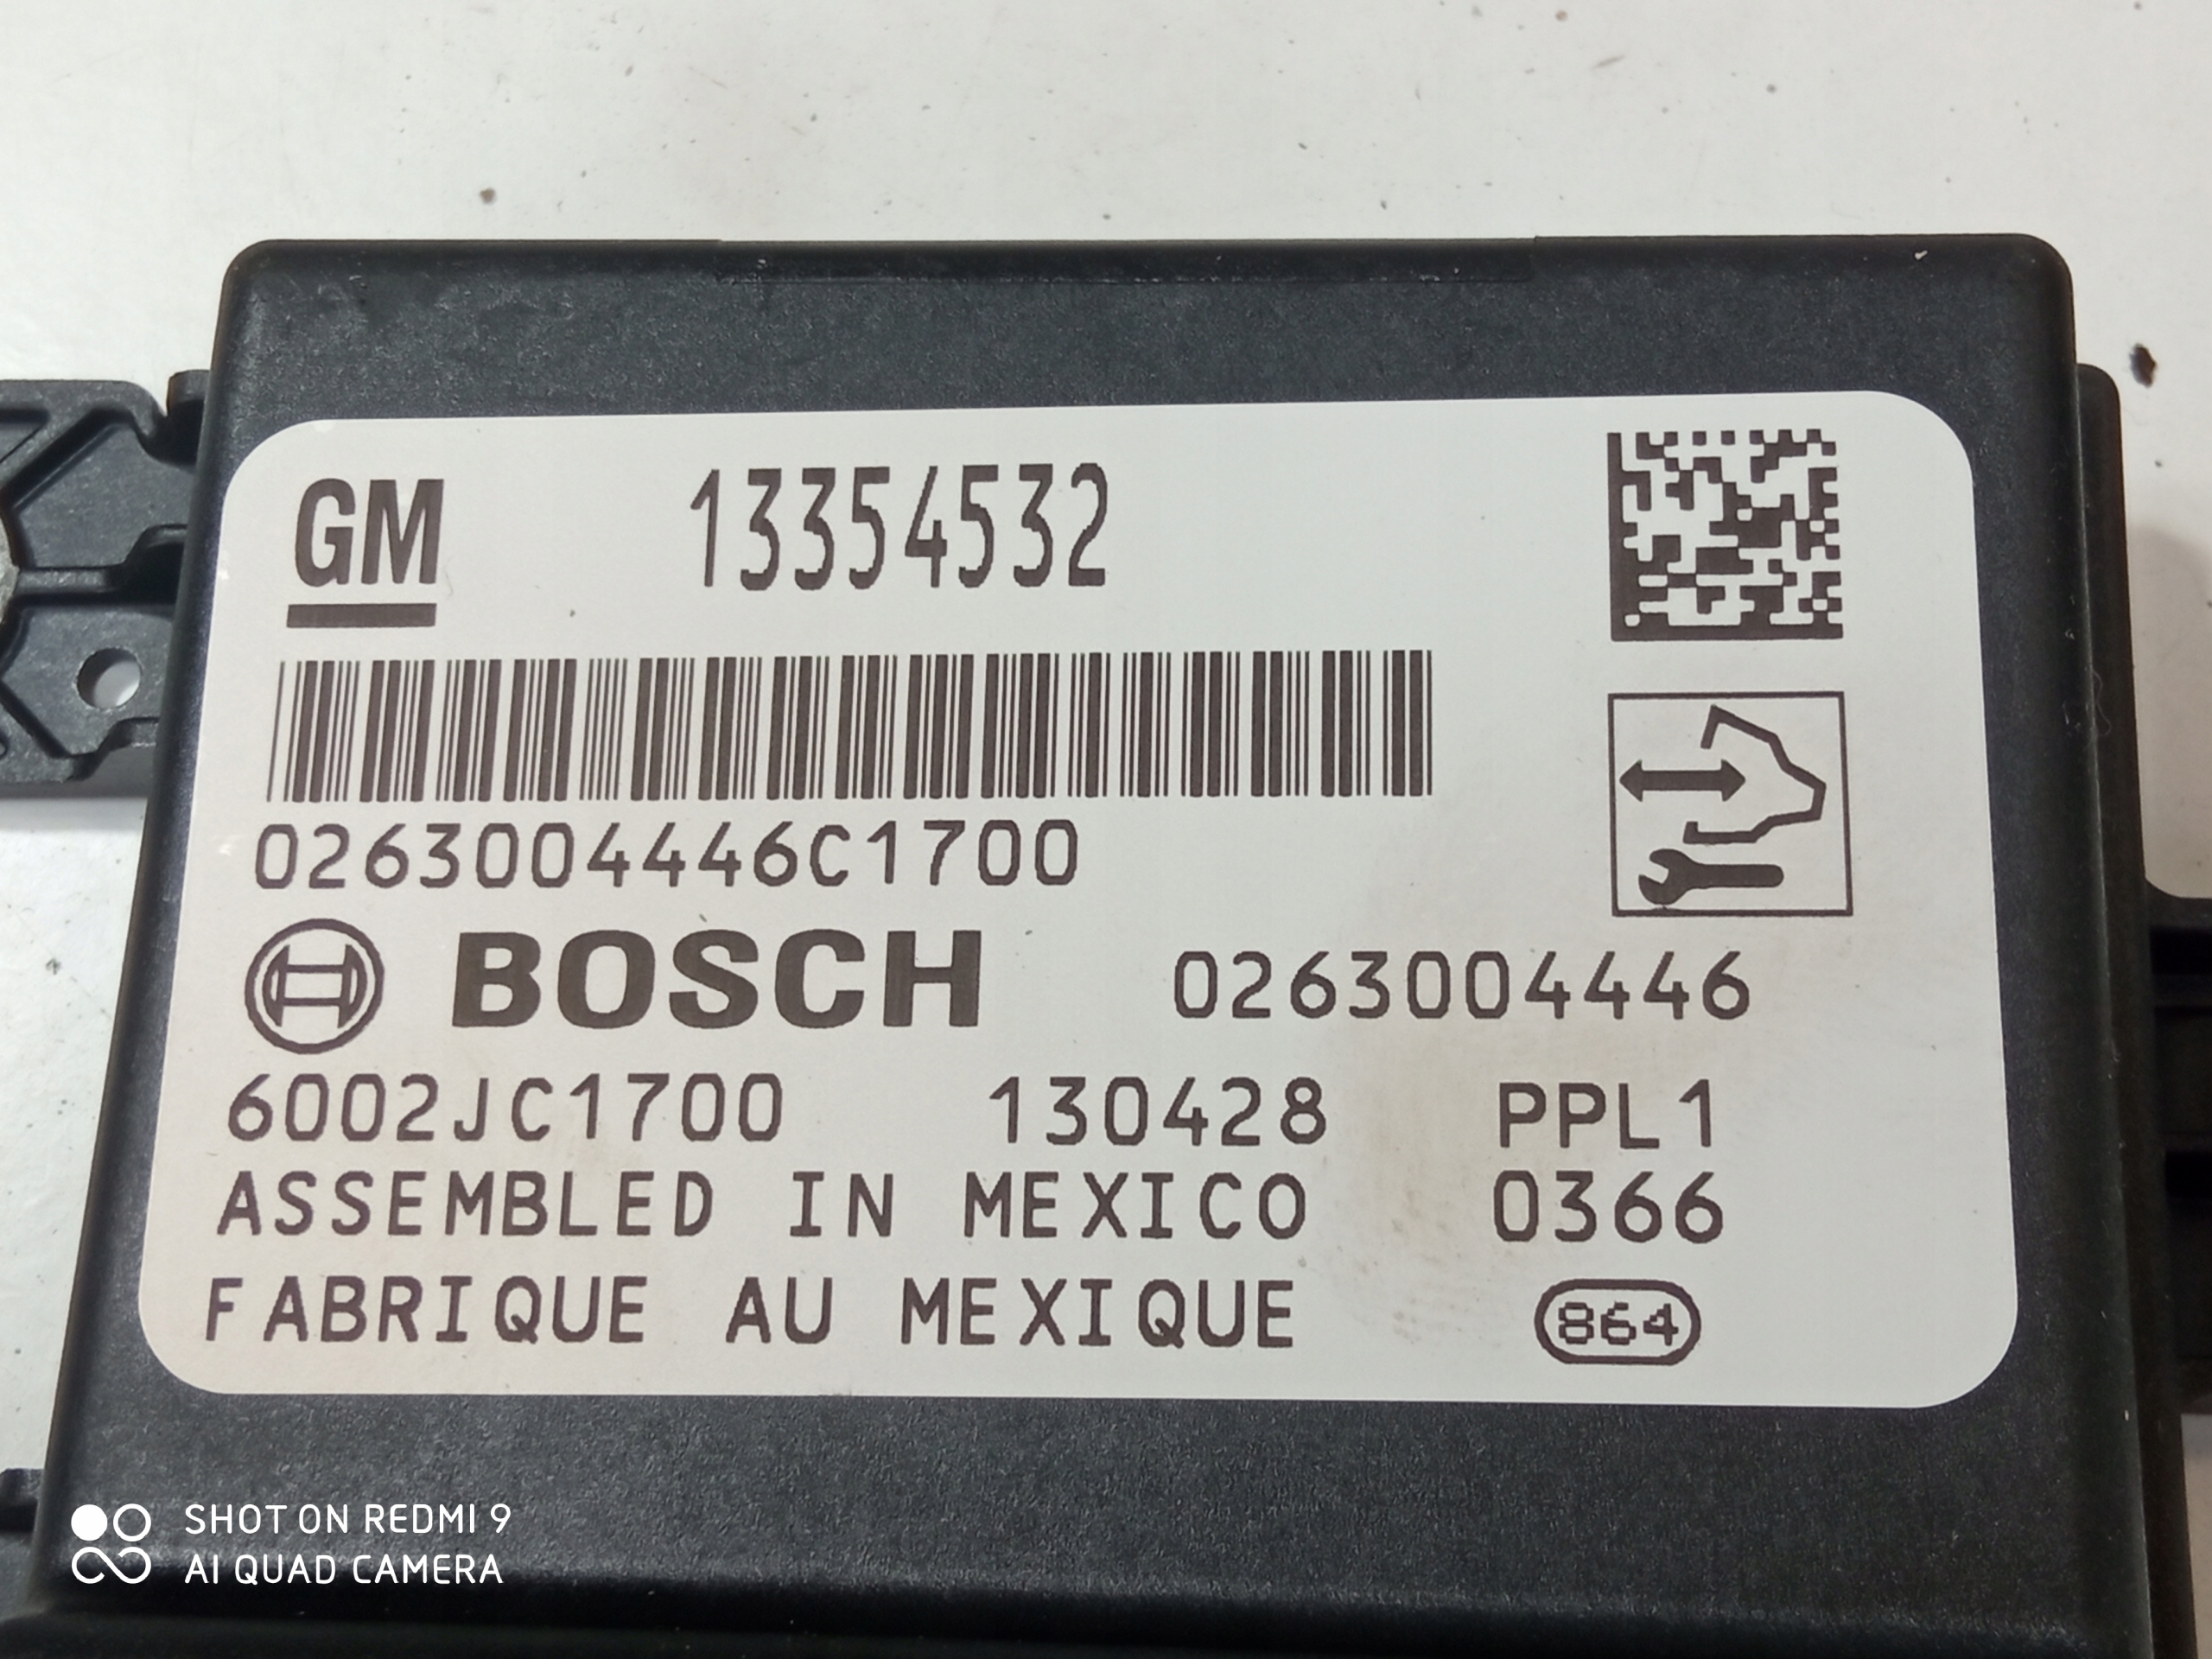 GM 13354532
0263004446C1700
BOSCH 0263004446
6002JC1700 130428 PPL1
ASSEMBLED IN MEXICO 0366
FABRIQUE AU MEXIQUE 864
SHOT ON REDMI 9
AI QUAD CAMERA